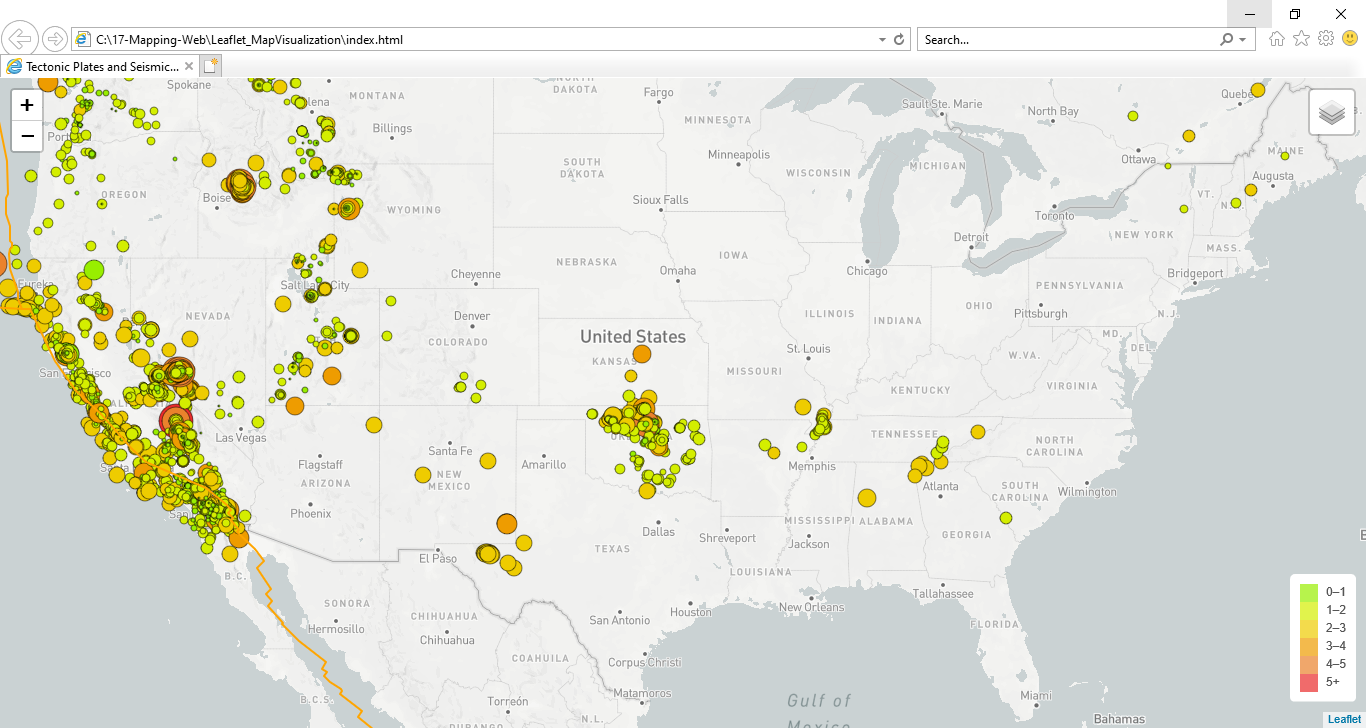 C:\17-Mapping-Web\Leaflet_MapVisualization\index.html
Search...
Tectonic Plates and Seismic...
+
−
Spokane
MONTANA
NORTH
DAKOTA
Fargo
Billings
MINNESOTA
Minneapolis
SOUTH
DAKOTA
Sault Ste. Marie
North Bay
Ottawa
MAINE
Augusta
OREGON
Boise
WYOMING
Sioux Falls
WISCONSIN
MICHIGAN
Toronto
VT.
NEW YORK
MASS.
Detroit
Chicago
Bridgeport
Eureka
Salt Lake City
Cheyenne
NEBRASKA
Omaha
IOWA
PENNSYLVANIA
Pittsburgh
N.J.
OHIO
NEVADA
Denver
COLORADO
United States
KANSAS
ILLINOIS
INDIANA
MD.
DEL.
St. Louis
W.VA.
MISSOURI
KENTUCKY
VIRGINIA
Las Vegas
Santa Fe
NEW
MEXICO
Flagstaff
ARIZONA
Phoenix
Amarillo
TENNESSEE
Memphis
NORTH
CAROLINA
Atlanta
SOUTH
CAROLINA
Wilmington
MISSISSIPPI
ALABAMA
GEORGIA
Dallas
Shreveport
Jackson
TEXAS
El Paso
LOUISIANA
B.C.
SONORA
Hermosillo
CHIHUAHUA
Chihuahua
San Antonio
Houston
New Orleans
Tallahassee
FLORIDA
COAHUILA
Corpus Christi
Matamoros
B.C.S.
Torreón
DURANGO
N.L.
Gulf of
Mexico
Miami
Bahamas
0–1
1–2
2–3
3–4
4–5
5+
Leaflet